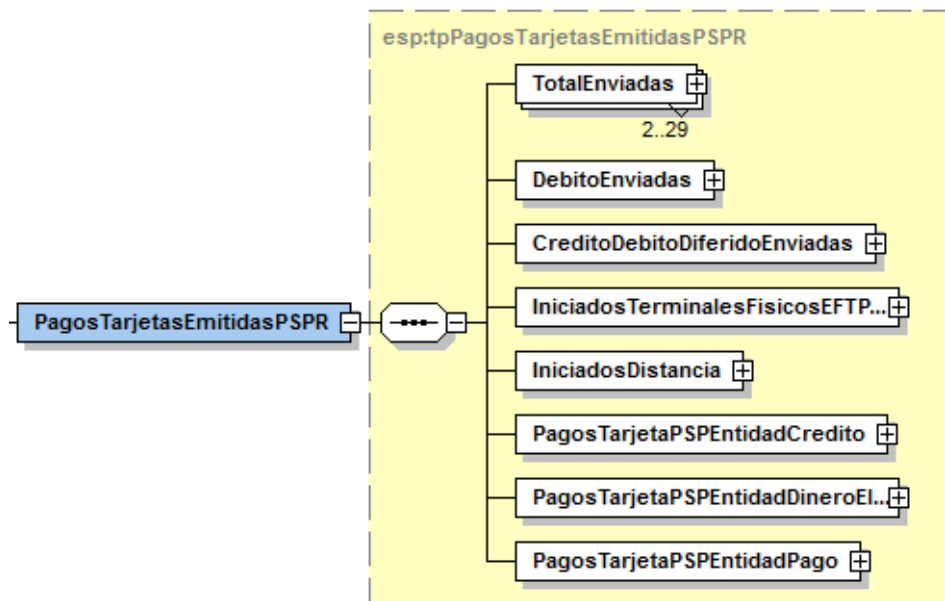 esp:tpPagosTarjetasEmitidasPSPR
TotalEnviadas
2..29
DebitoEnviadas
CreditoDebitoDiferidoEnviadas
IniciadosTerminalesFisicosEFTP...
PagosTarjetasEmitidasPSPR
IniciadosDistancia
PagosTarjetaPSPEntidadCredito
PagosTarjetaPSPEntidadDineroEl...
PagosTarjetaPSPEntidadPago